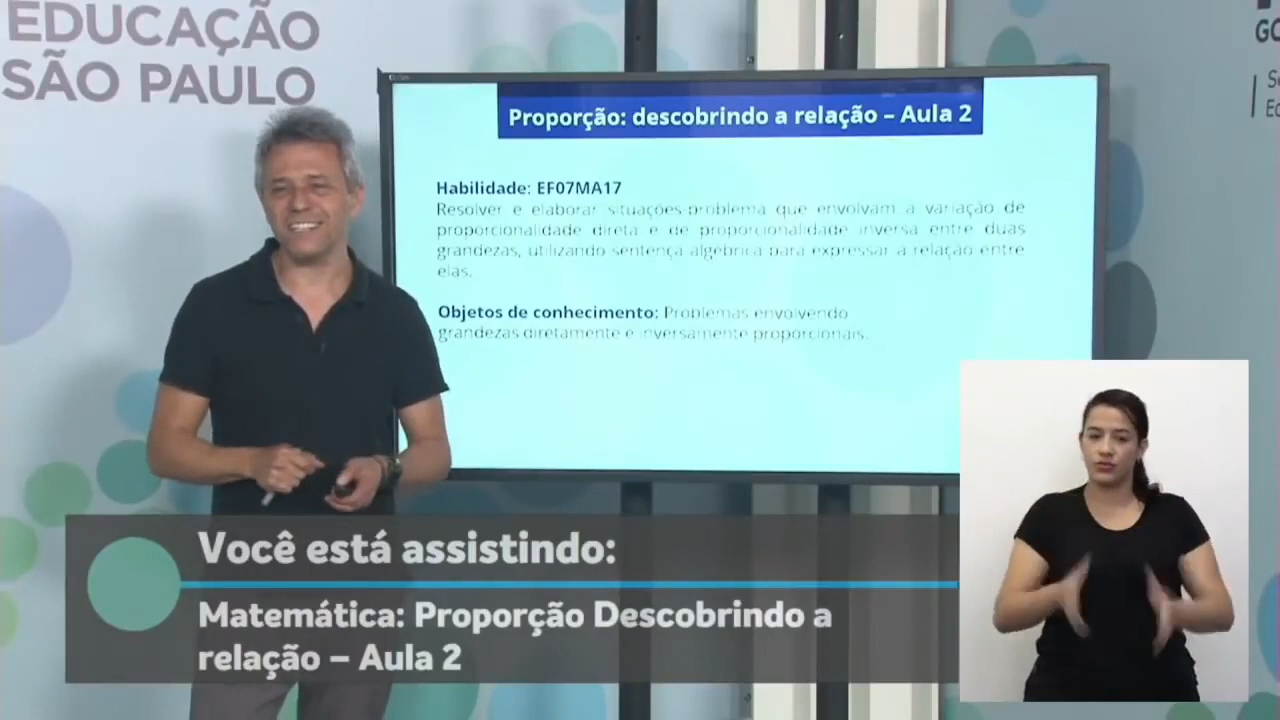 EDUCAÇÃO
SÃO PAULO
GO
Proporção: descobrindo a relação – Aula 2
Habilidade: EF07MA17
Resolver e elaborar situações-problema que envolvam a variação de
proporcionalidade direta e de proporcionalidade inversa entre duas
grandezas, utilizando sentença algébrica para expressar a relação entre
elas.
Objetos de conhecimento: Problemas envolvendo
grandezas diretamente e inversamente proporcionais.
Você está assistindo:
Matemática: Proporção Descobrindo a
relação – Aula 2